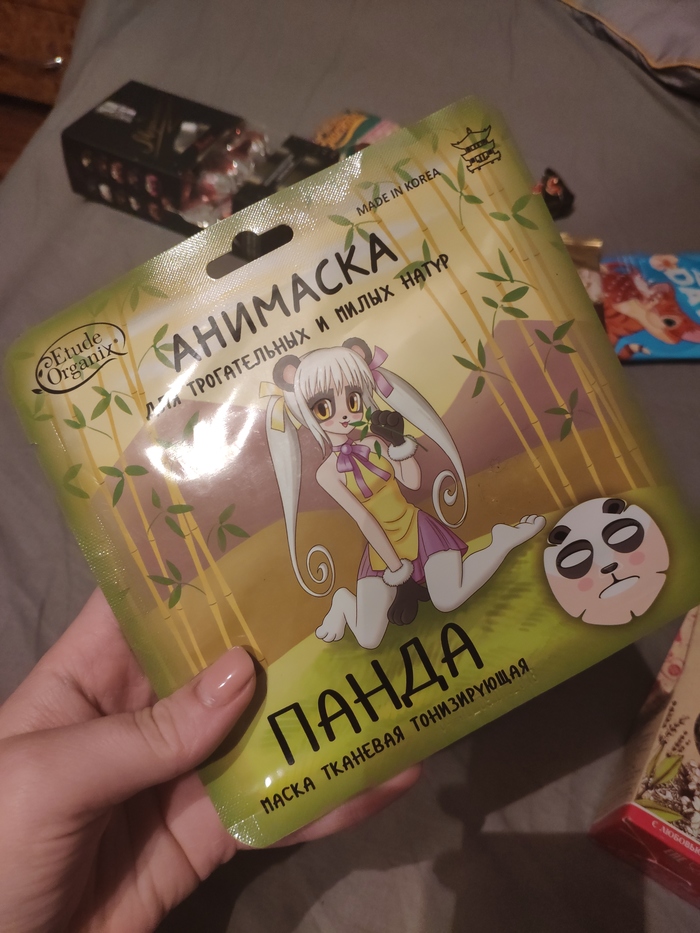 MADE IN KOREA
Etude
Organix
АНИМАСКА
ДЛЯ ТРОГАТЕЛЬНЫХ И МИЛЫХ НАТУР
ПАНДА
МАСКА ТКАНЕВАЯ ТОНИЗИРУЮЩАЯ